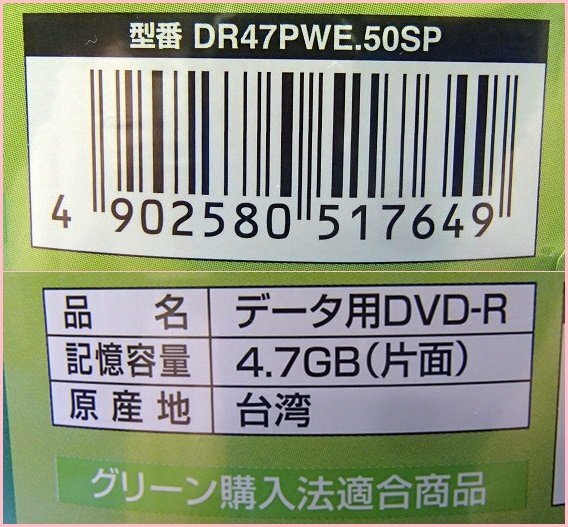 型番 DR47PWE.50SP
4 902580 517649
品名 データ用DVD-R
記憶容量 4.7GB(片面)
原産地 台湾
グリーン購入法適合商品